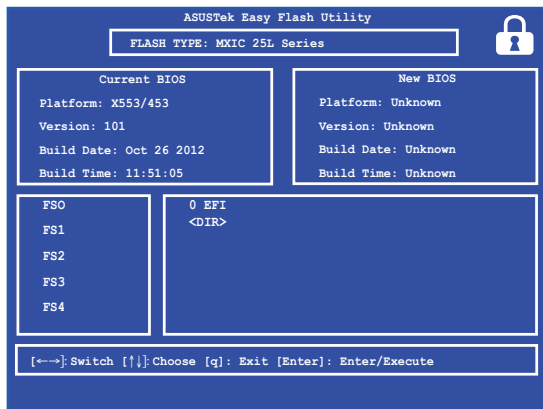 ASUSTek Easy Flash Utility
FLASH TYPE: MXIC 25L Series
Current BIOS
Platform: X553/453
Version: 101
Build Date: Oct 26 2012
Build Time: 11:51:05
New BIOS
Platform: Unknown
Version: Unknown
Build Date: Unknown
Build Time: Unknown
FSO
FS1
FS2
FS3
FS4
0 EFI
<DIR>
[←→]: Switch [↑↓]: Choose [q]: Exit [Enter]: Enter/Execute